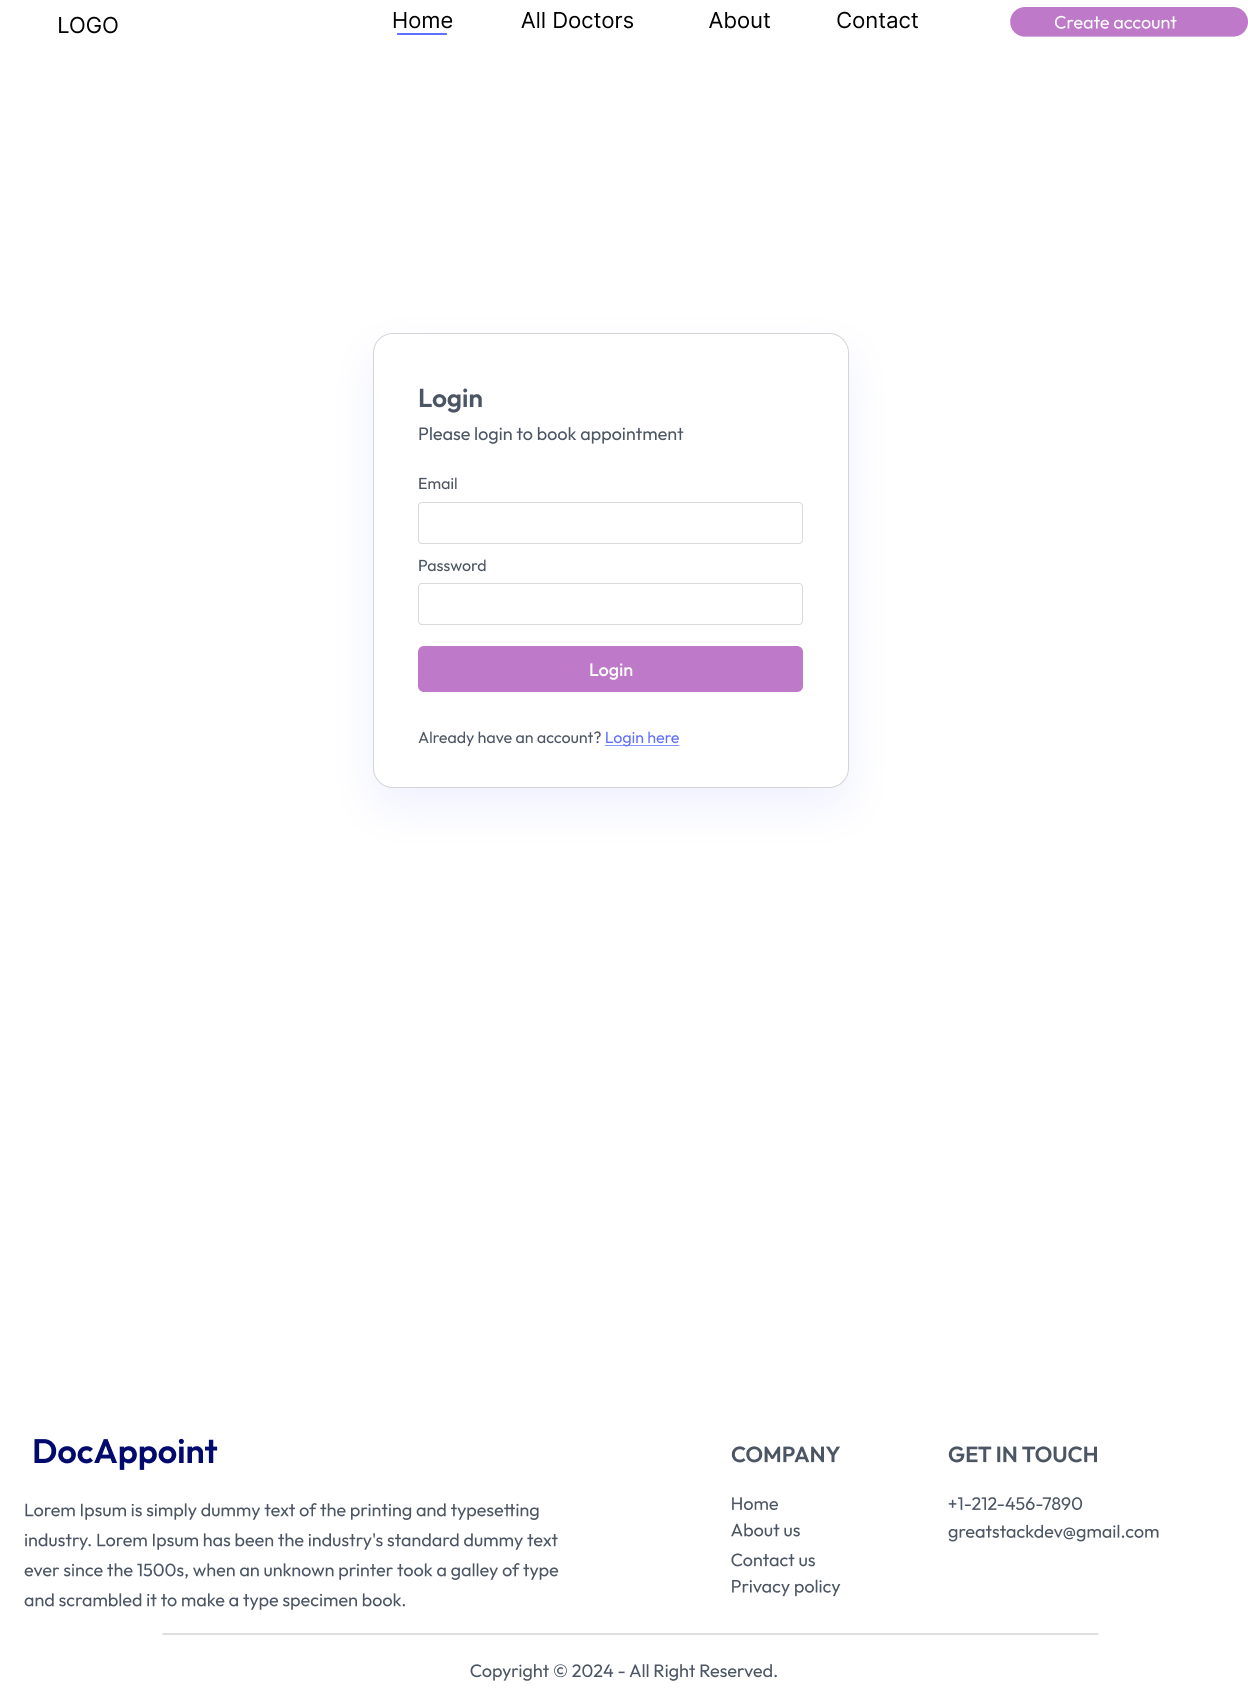 LOGO
Home
All Doctors
About
Contact
Create account
Login
Please login to book appointment
Email
Password
Login
Already have an account? Login here
DocAppoint
Lorem Ipsum is simply dummy text of the printing and typesetting
industry. Lorem Ipsum has been the industry's standard dummy text
ever since the 1500s, when an unknown printer took a galley of type
and scrambled it to make a type specimen book.
COMPANY
Home
About us
Contact us
Privacy policy
GET IN TOUCH
+1-212-456-7890
greatstackdev@gmail.com
Copyright © 2024 - All Right Reserved.